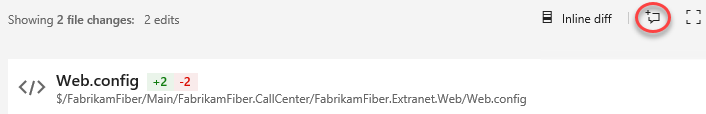 Showing 2 file changes: 2 edits
Inline diff
Web.config +2 -2
$/FabrikamFiber/Main/FabrikamFiber.CallCenter/FabrikamFiber.Extranet.Web/Web.config